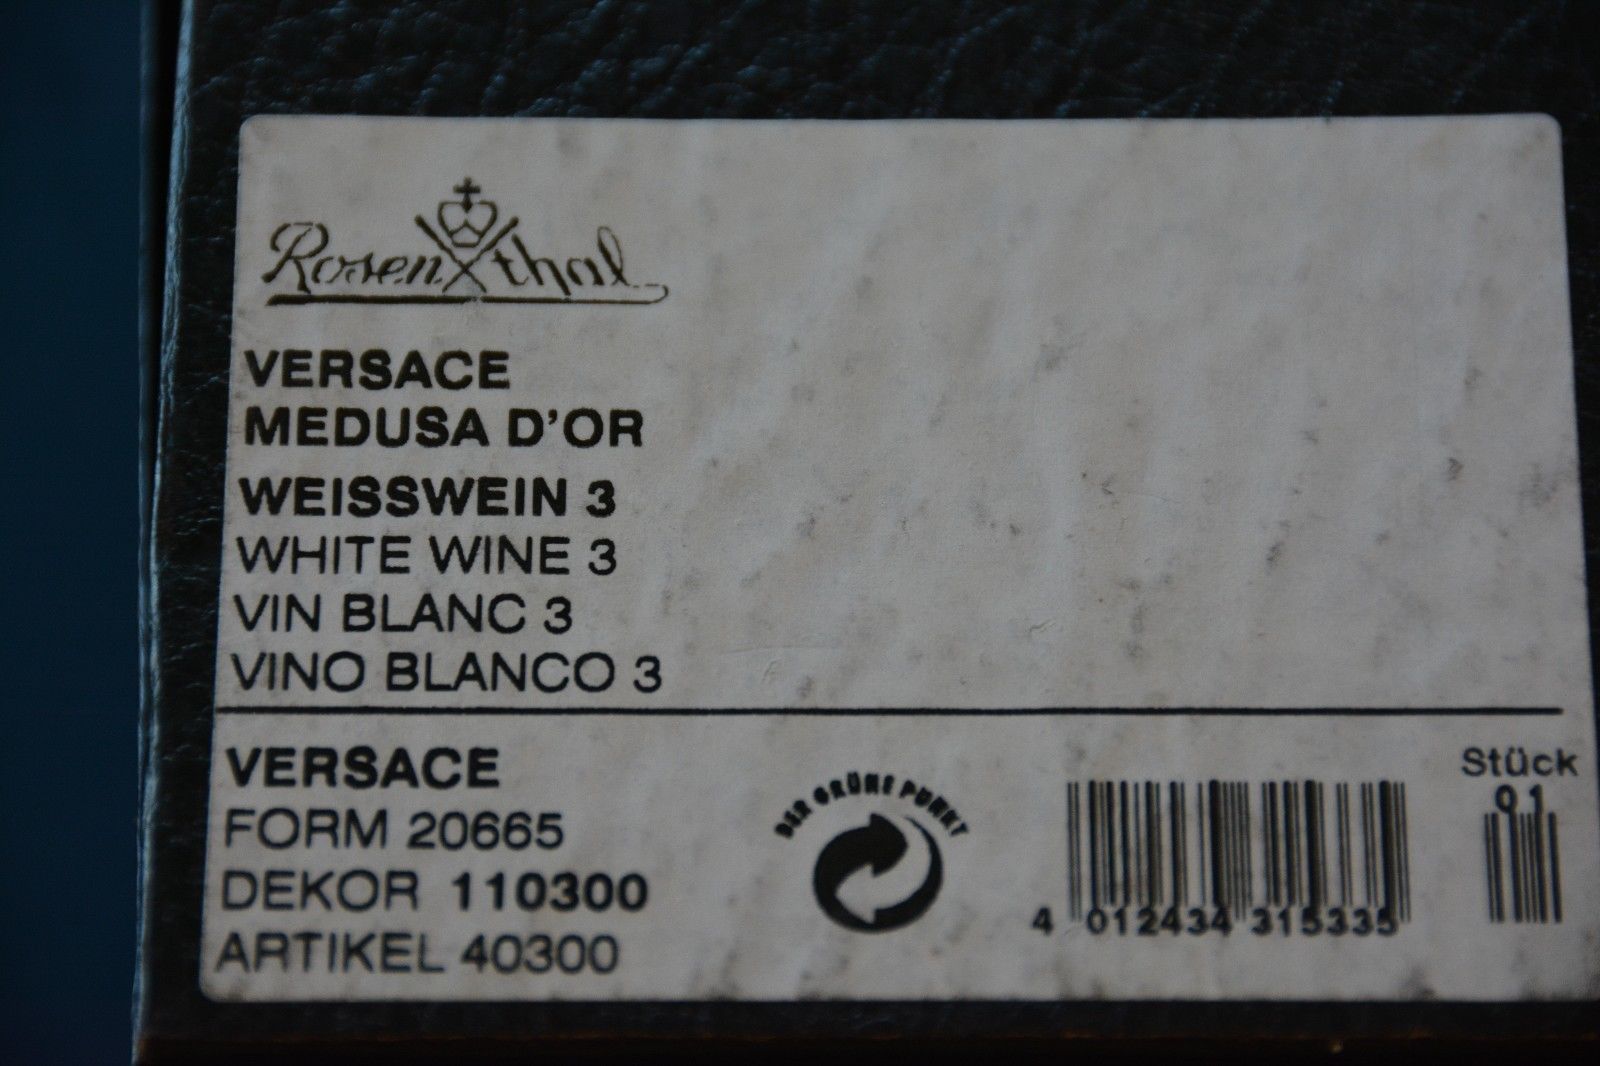 Rosenthal
VERSACE
MEDUSA D'OR
WEISSWEIN 3
WHITE WINE 3
VIN BLANC 3
VINO BLANCO 3
VERSACE
FORM 20665
DEKOR 110300
ARTIKEL 40300
DER GRÜNE PUNKT
4 012434 315335
Stück
01